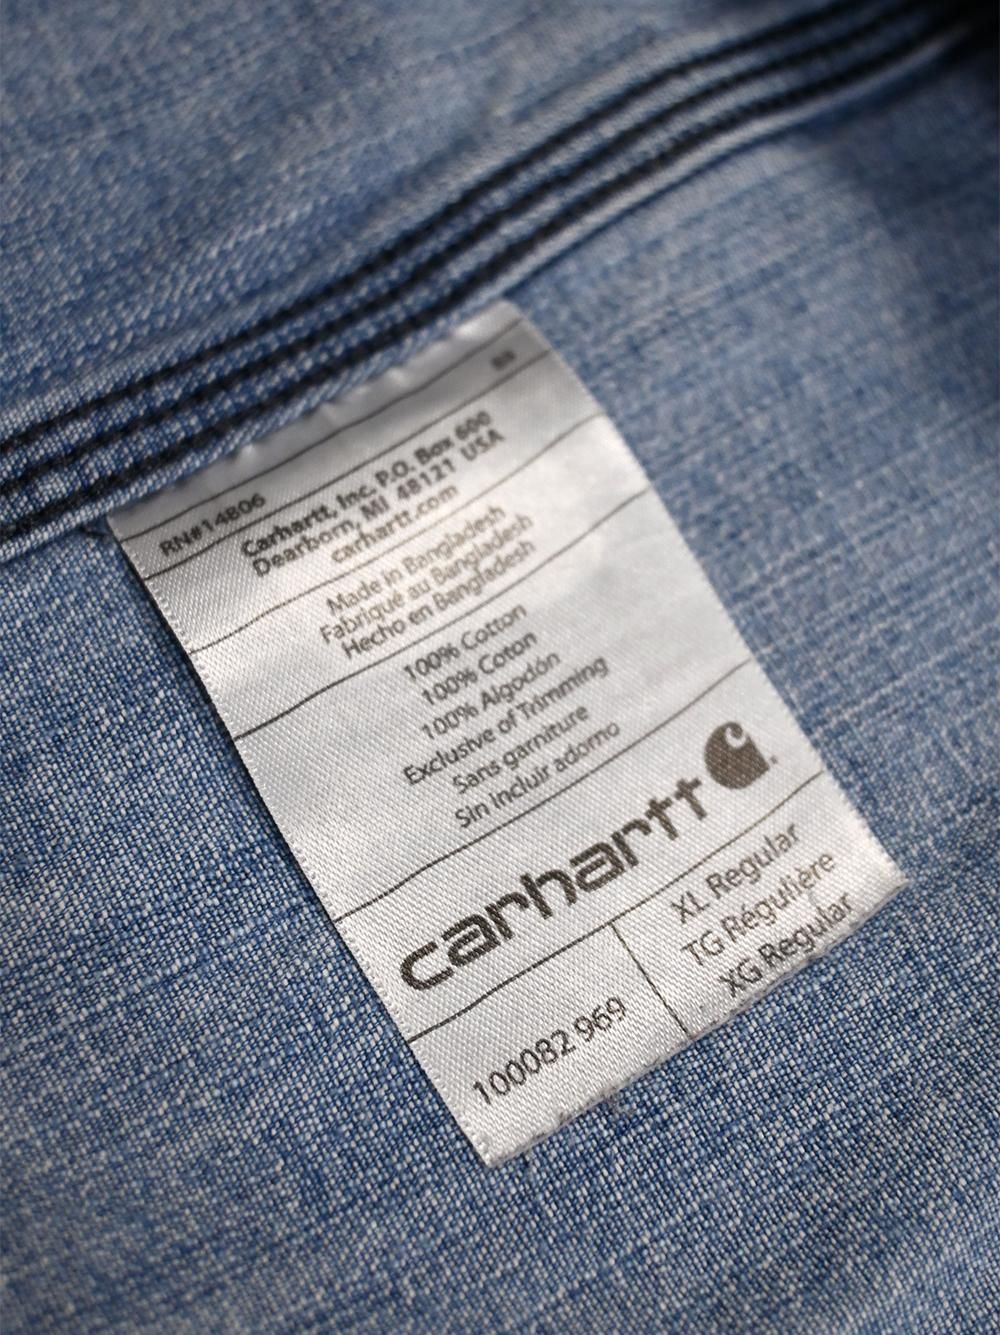 RN#14806
Carhartt, Inc. P.O. Box 600
Dearborn, MI 48121 USA
carhartt.com
Made in Bangladesh
Fabriqué au Bangladesh
Hecho en Bangladesh
100% Cotton
100% Coton
100% Algodón
Exclusive of Trimming
Sans garniture
Sin incluir adorno
carhartt
100082 969
XL Regular
TG Régulière
XG Regular